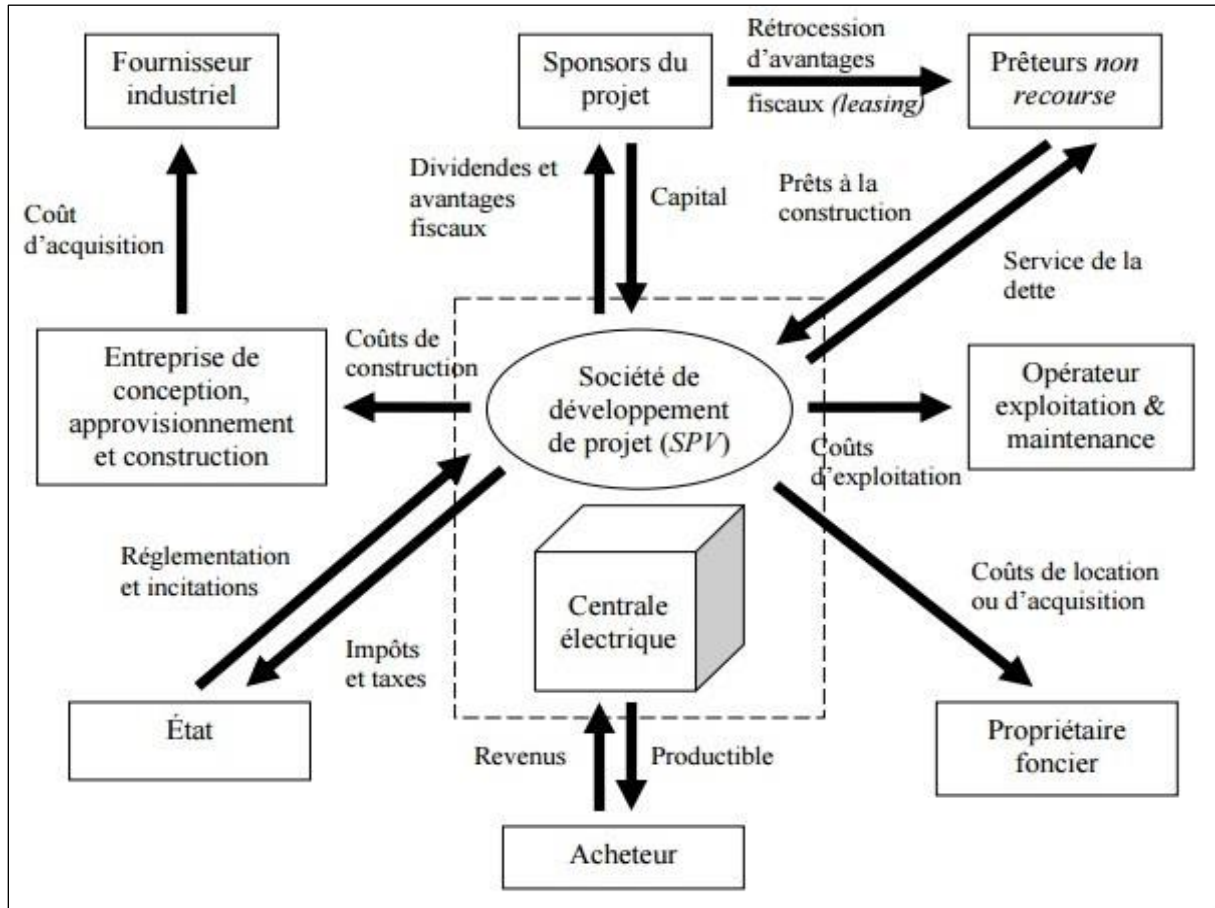 Fournisseur
industriel
Sponsors du
projet
Rétrocession
d'avantages
fiscaux (leasing)
Prêteurs non
recourse
Coût
d'acquisition
Dividendes et
avantages
fiscaux
Capital
Prêts à la
construction
Service de la
dette
Entreprise de
conception,
approvisionnement
et construction
Coûts de
construction
Société de
développement
de projet (SPV)
Opérateur
exploitation &
maintenance
Coûts
d'exploitation
Réglementation
et incitations
Centrale
électrique
Coûts de location
ou d'acquisition
Impôts
et taxes
État
Revenus
Productible
Propriétaire
foncier
Acheteur